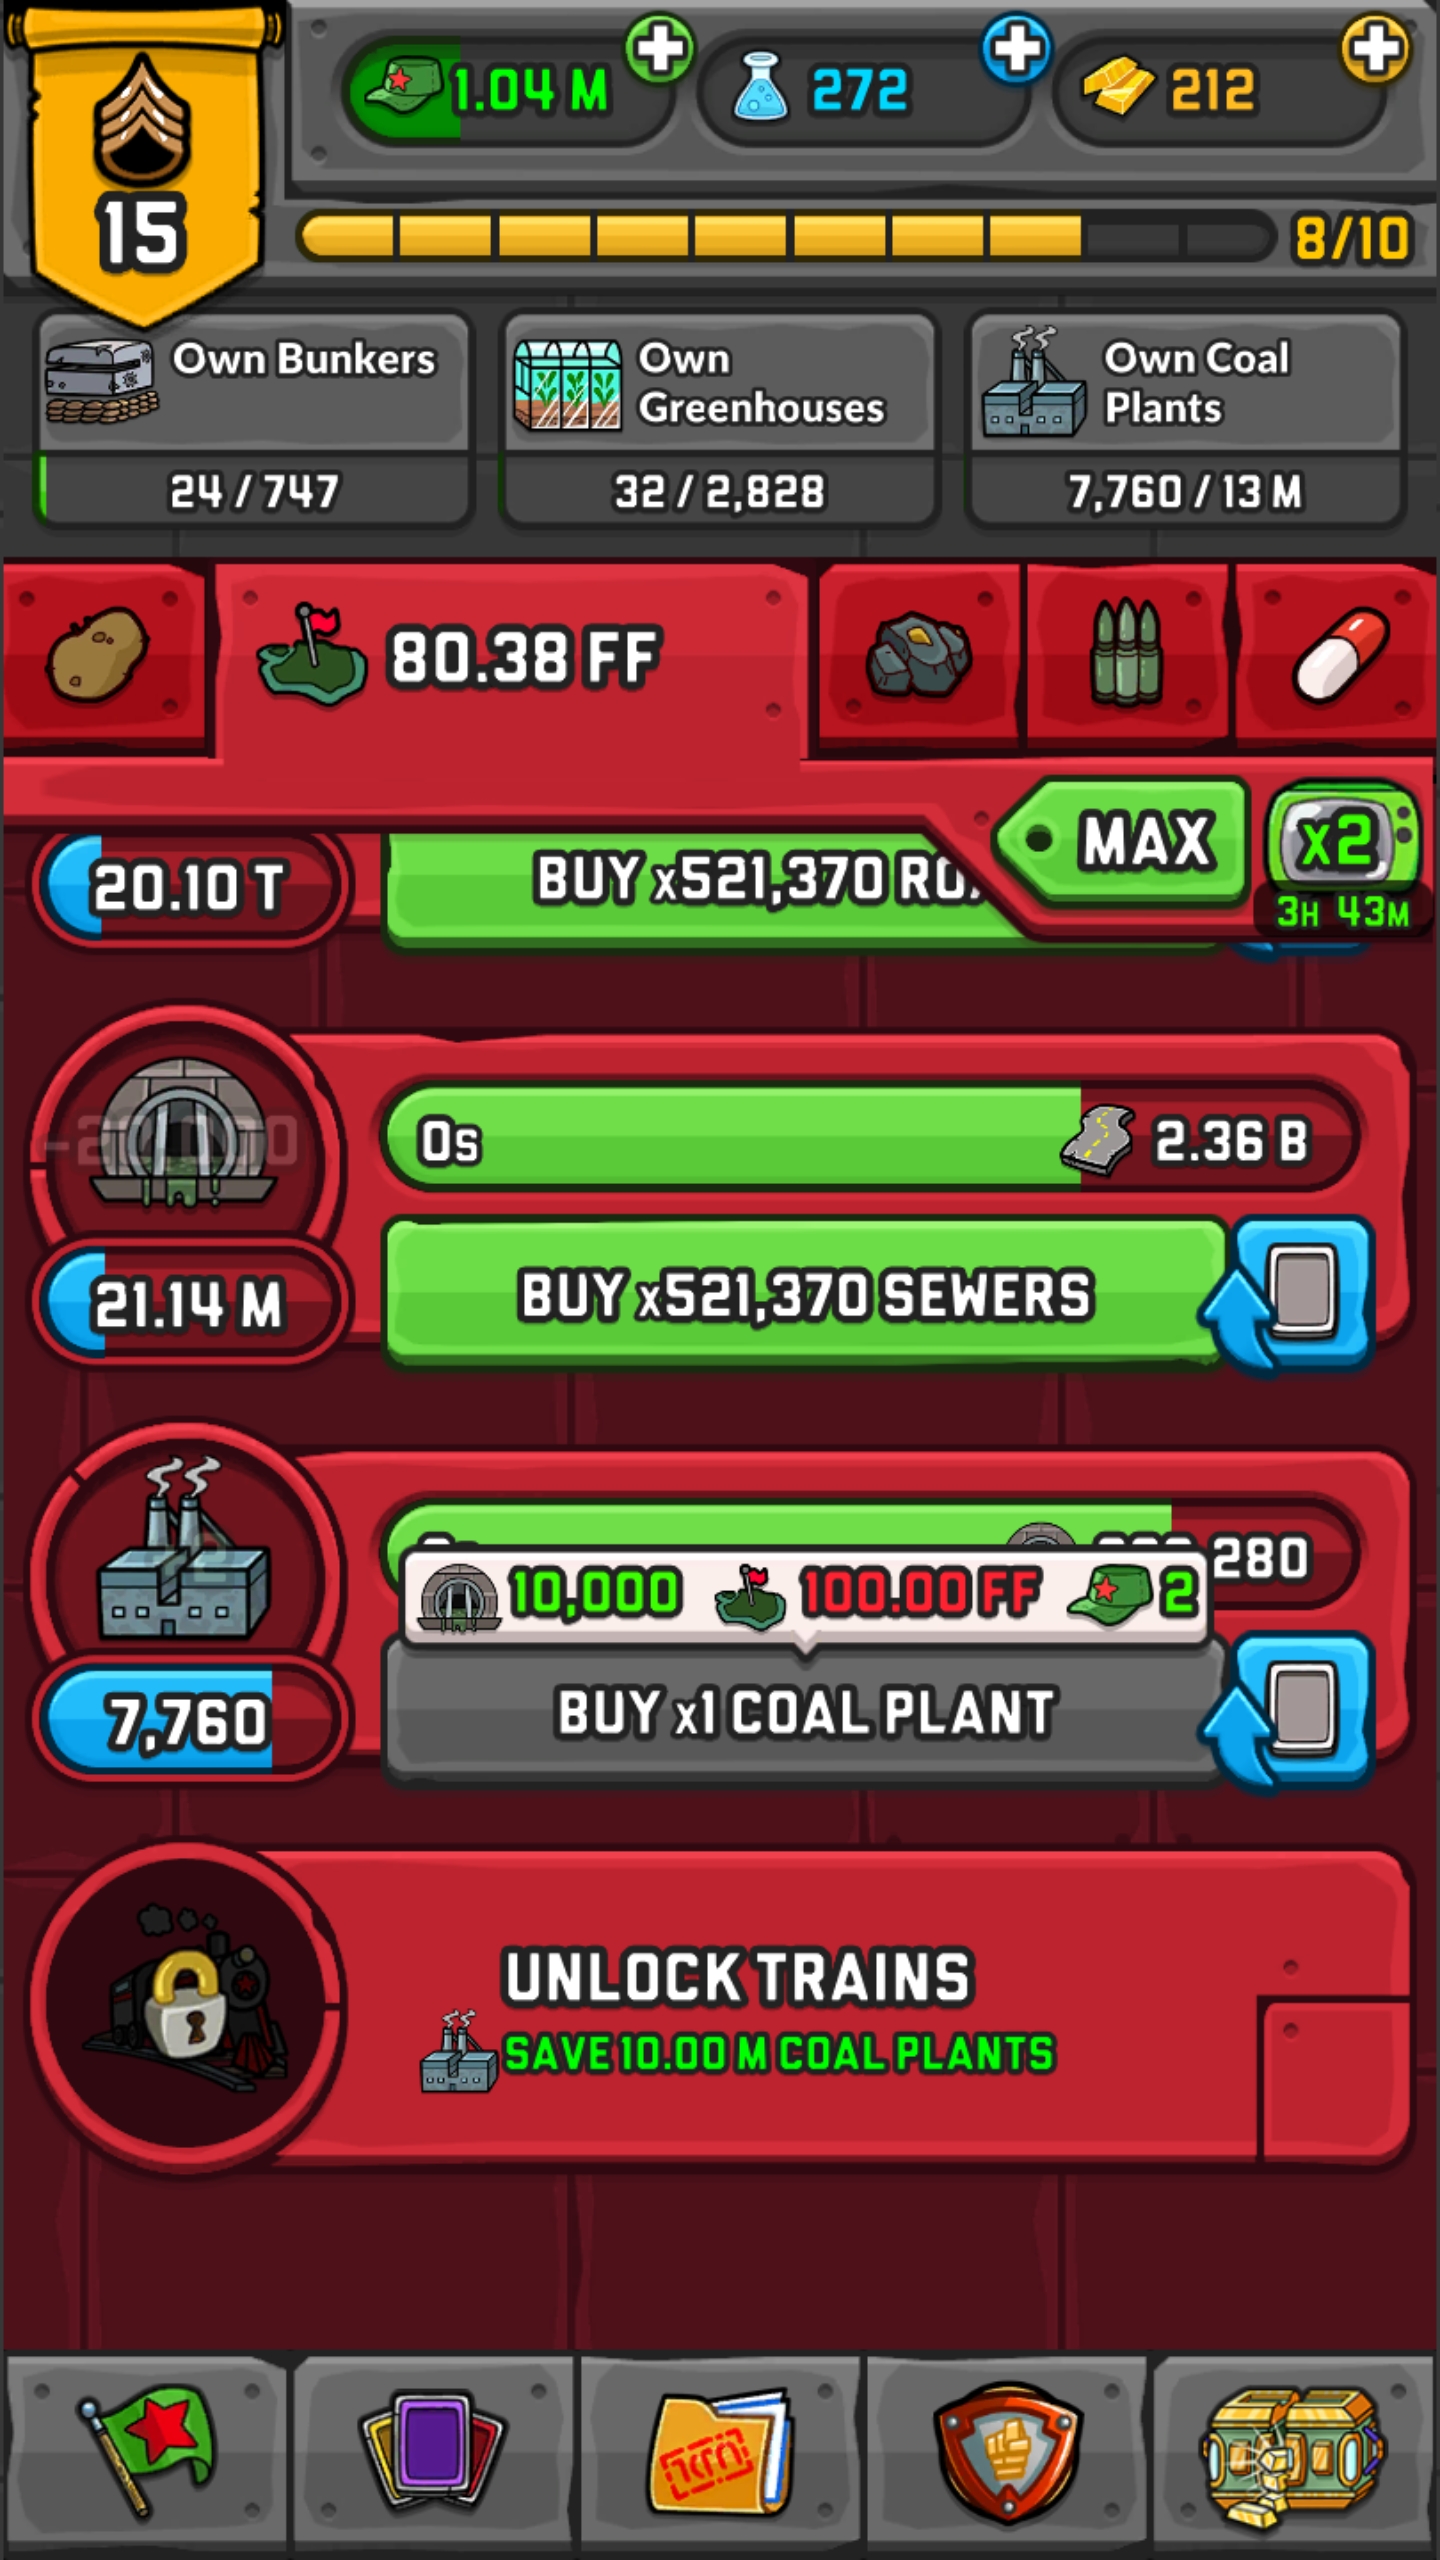 1.04 M
272
212
15
8/10
Own Bunkers
24 / 747
Own
Greenhouses
32 / 2,828
Own Coal
Plants
7,760 / 13 M
80.38 FF
MAX
x2
3H 43M
20.10 T
BUY x521,370
0s
2.36 B
21.14 M
BUY x521,370 SEWERS
280
10,000
100.00 FF
2
7,760
BUY x1 COAL PLANT
UNLOCK TRAINS
SAVE 10.00 M COAL PLANTS